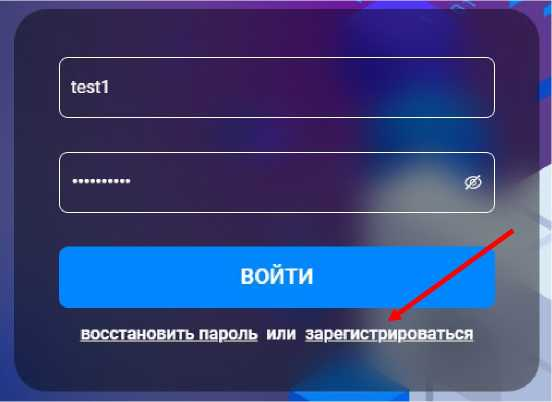 test1
••••••••••
ВОЙТИ
восстановить пароль или зарегистрироваться